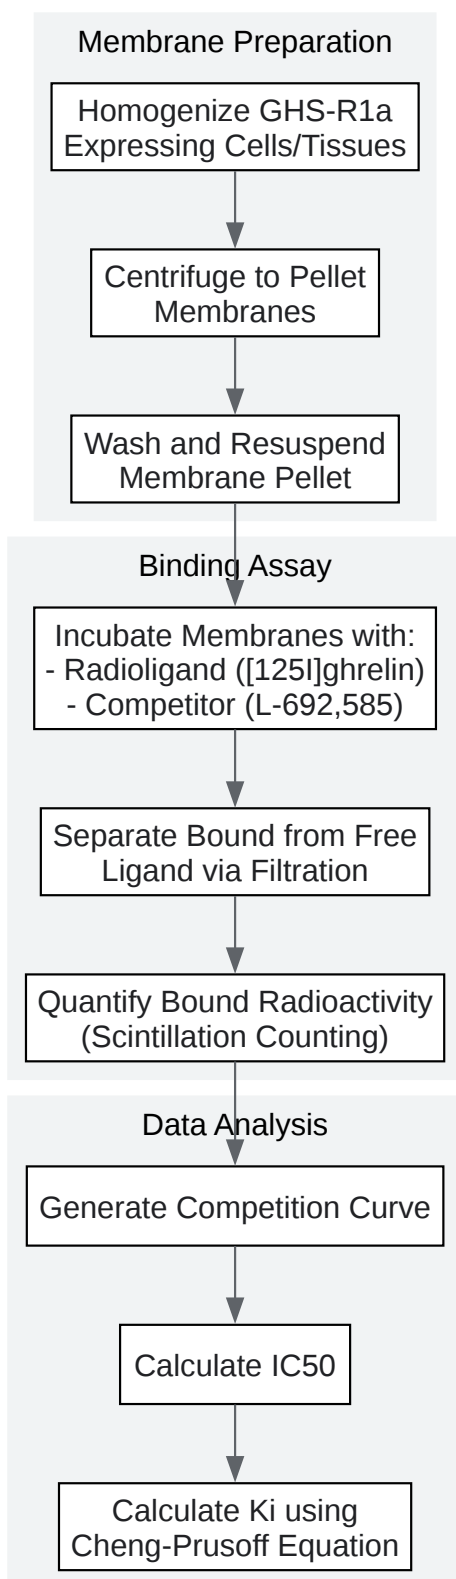 Membrane Preparation
Homogenize GHS-R1a
Expressing Cells/Tissues
Centrifuge to Pellet
Membranes
Wash and Resuspend
Membrane Pellet
Binding Assay
Incubate Membranes with:
- Radioligand ([125I]ghrelin)
- Competitor (L-692,585)
Separate Bound from Free
Ligand via Filtration
Quantify Bound Radioactivity
(Scintillation Counting)
Data Analysis
Generate Competition Curve
Calculate IC50
Calculate Ki using
Cheng-Prusoff Equation